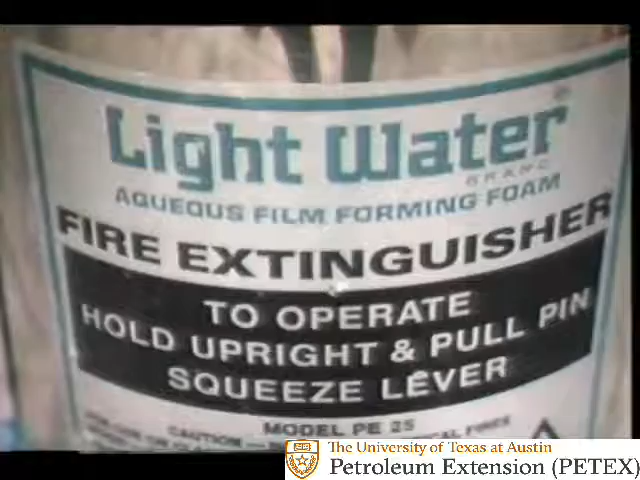 Light Water®
BRAND
AQUEOUS FILM FORMING FOAM
FIRE EXTINGUISHER
TO OPERATE
HOLD UPRIGHT & PULL PIN
SQUEEZE LEVER
MODEL PE 25
CAUTION
FIRES
The University of Texas at Austin
Petroleum Extension (PETEX)